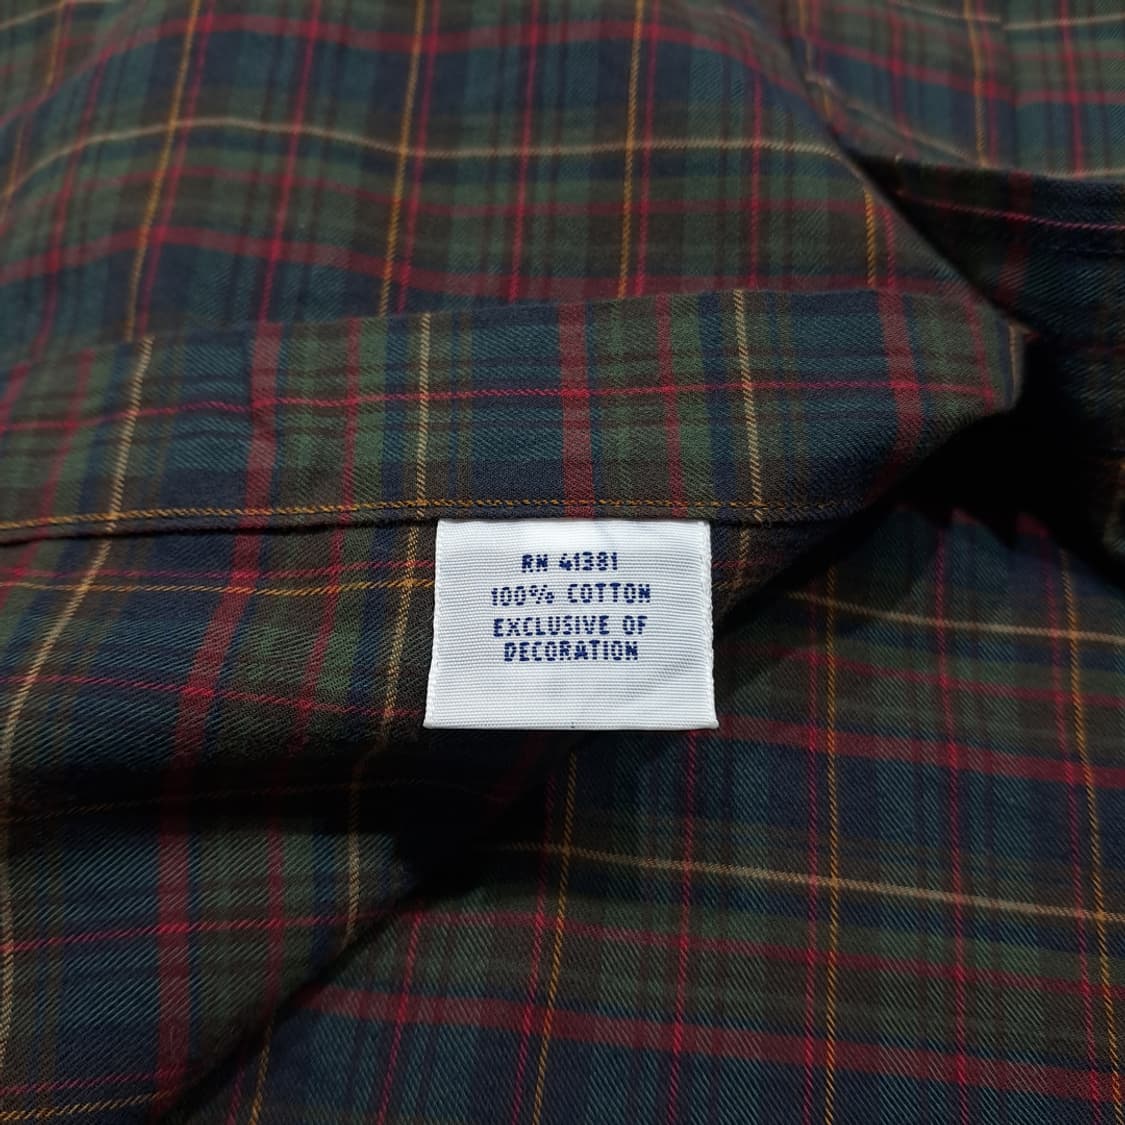 RN 41381
100% COTTON
EXCLUSIVE OF
DECORATION